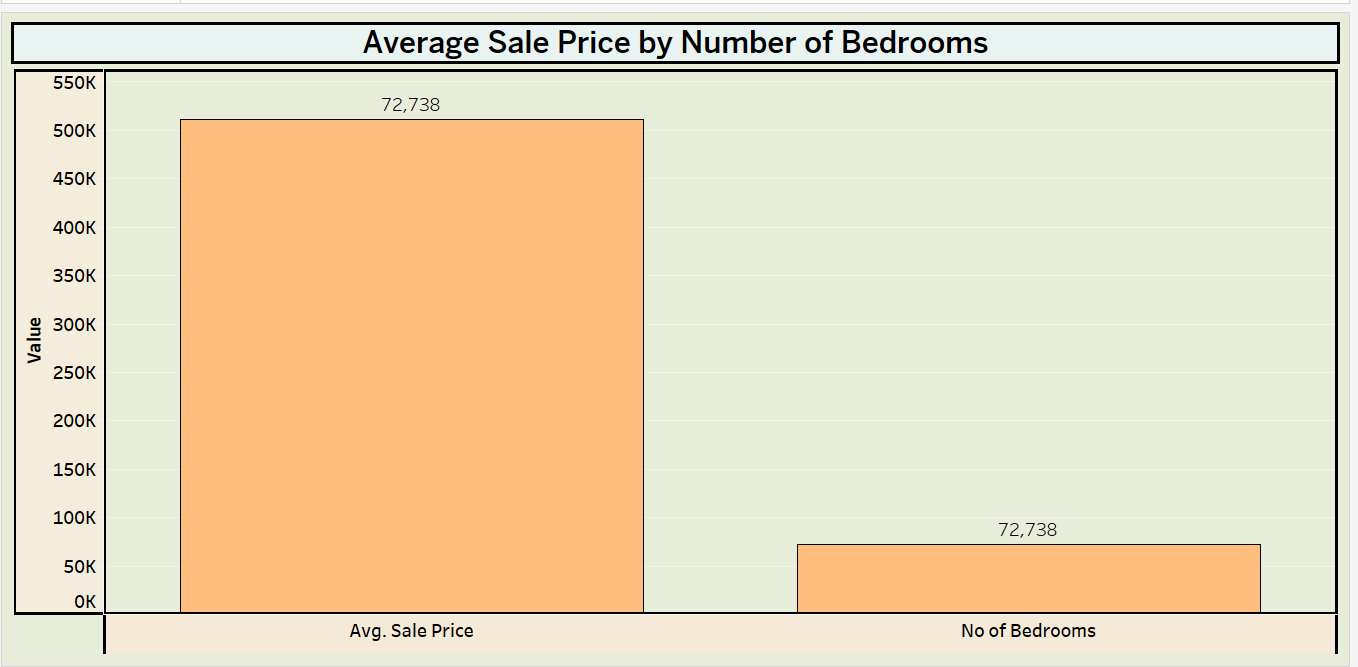 Average Sale Price by Number of Bedrooms
550K
500K
450K
400K
350K
300K
250K
200K
150K
100K
50K
0K
Value
72,738
72,738
Avg. Sale Price
No of Bedrooms